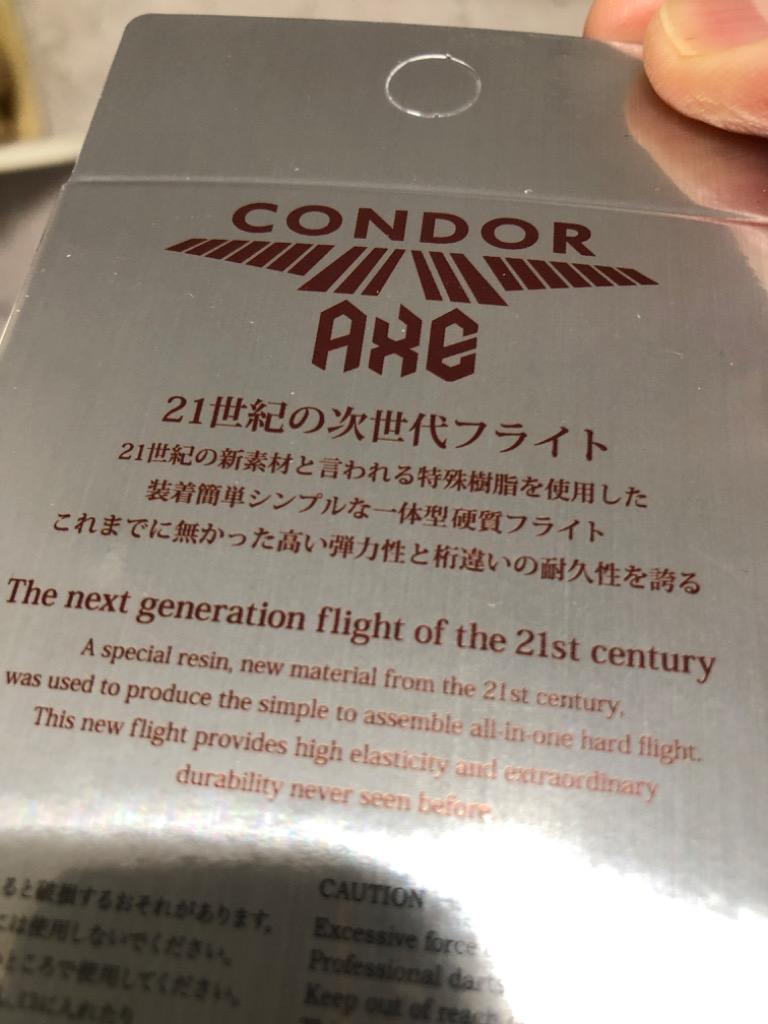 CONDOR
AXE
21世紀の次世代フライト
21世紀の新素材と言われる特殊樹脂を使用した
装着簡単シンプルな一体型硬質フライト
これまでに無かった高い弾力性と桁違いの耐久性を誇る
The next generation flight of the 21st century
A special resin, new material from the 21st century,
was used to produce the simple to assemble all-in-one hard flight.
This new flight provides high elasticity and extraordinary
durability never seen before.
ると破損するおそれがあります。
には使用しないでください。
ところで使用してください。
口に入れたり
CAUTION
Excessive force
Professional darts
Keep out of reach